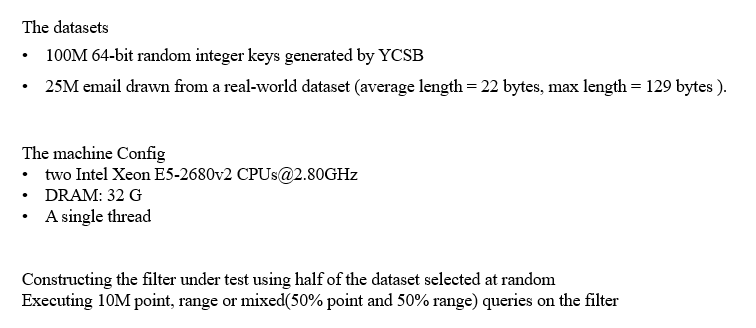 The datasets
• 100M 64-bit random integer keys generated by YCSB
• 25M email drawn from a real-world dataset (average length = 22 bytes, max length = 129 bytes ).
The machine Config
• two Intel Xeon E5-2680v2 CPUs@2.80GHz
• DRAM: 32 G
• A single thread
Constructing the filter under test using half of the dataset selected at random
Executing 10M point, range or mixed(50% point and 50% range) queries on the filter